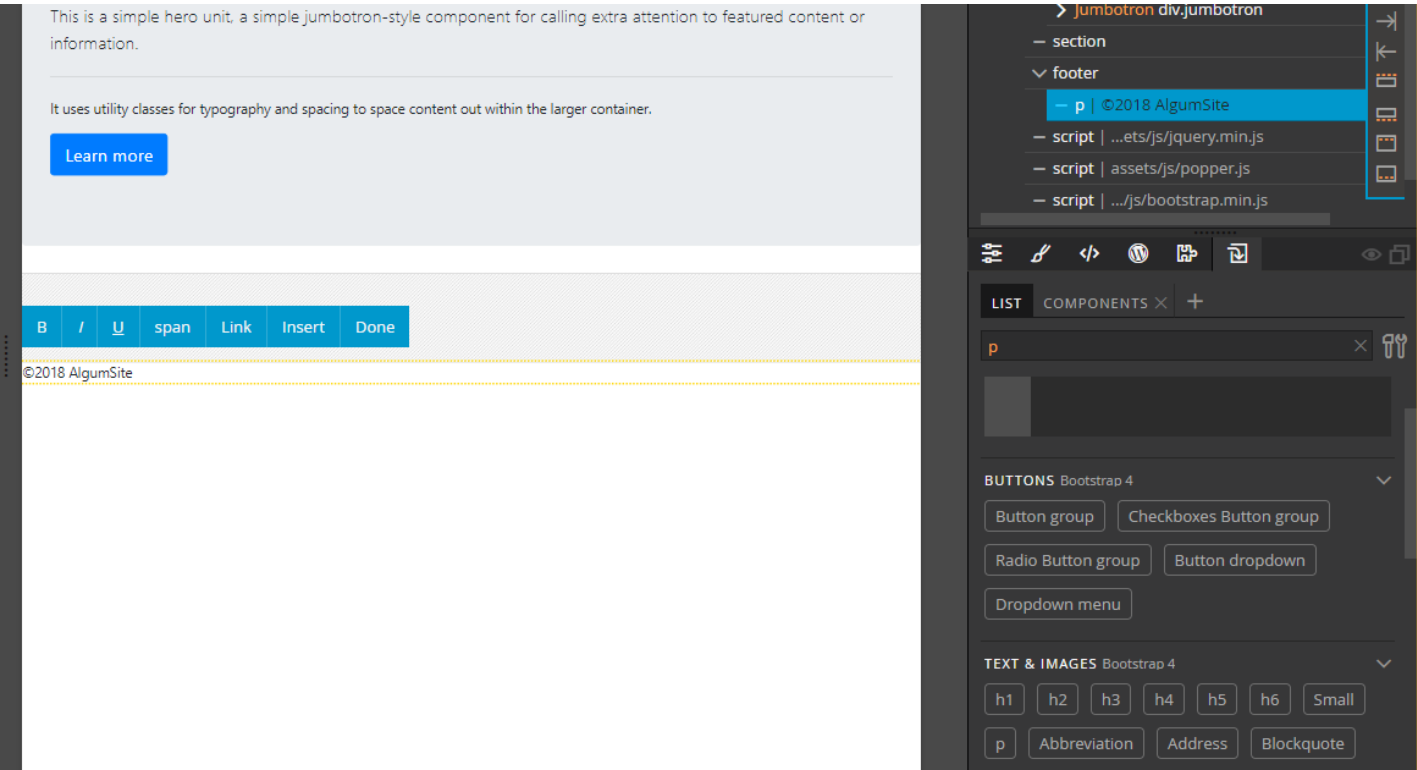 This is a simple hero unit, a simple jumbotron-style component for calling extra attention to featured content or
information.
It uses utility classes for typography and spacing to space content out within the larger container.
Learn more
B I U span Link Insert Done
©2018 AlgumSite
Jumbotron div.jumbotron
section
footer
p | ©2018 AlgumSite
script | ...ets/js/jquery.min.js
script | assets/js/popper.js
script | .../js/bootstrap.min.js
LIST COMPONENTS
p
BUTTONS Bootstrap 4
Button group Checkboxes Button group
Radio Button group Button dropdown
Dropdown menu
TEXT & IMAGES Bootstrap 4
h1 h2 h3 h4 h5 h6 Small
p Abbreviation Address Blockquote